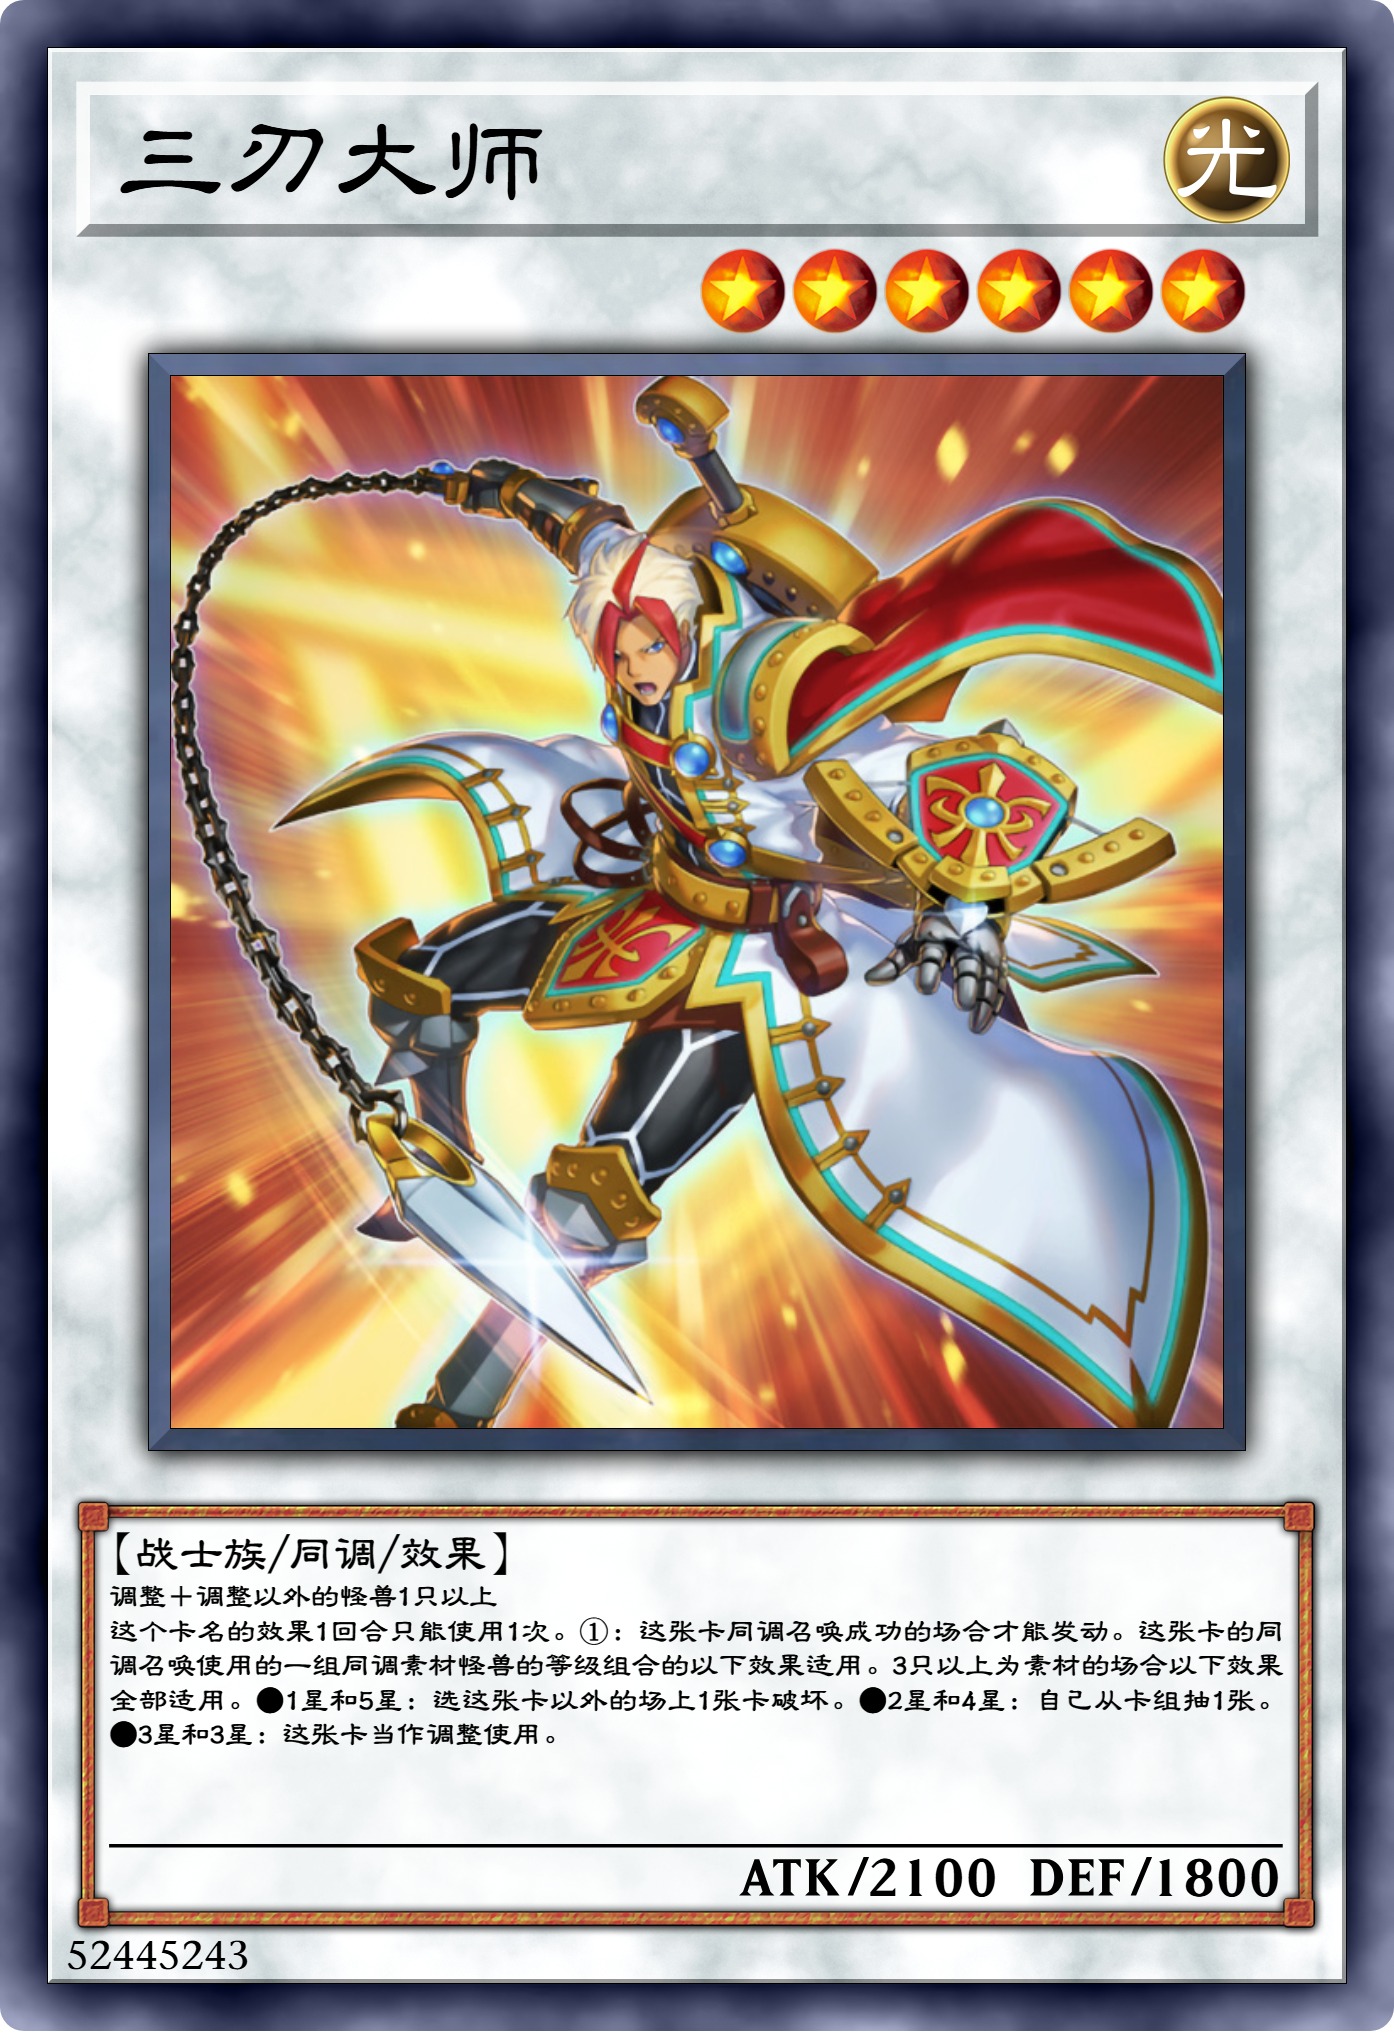 三刃大师
光
【战士族/同调/效果】
调整＋调整以外的怪兽1只以上
这个卡名的效果1回合只能使用1次。①：这张卡同调召唤成功的场合才能发动。这张卡的同
调召唤使用的一组同调素材怪兽的等级组合的以下效果适用。3只以上为素材的场合以下效果
全部适用。●1星和5星：选这张卡以外的场上1张卡破坏。●2星和4星：自己从卡组抽1张。
●3星和3星：这张卡当作调整使用。
ATK/2100 DEF/1800
52445243